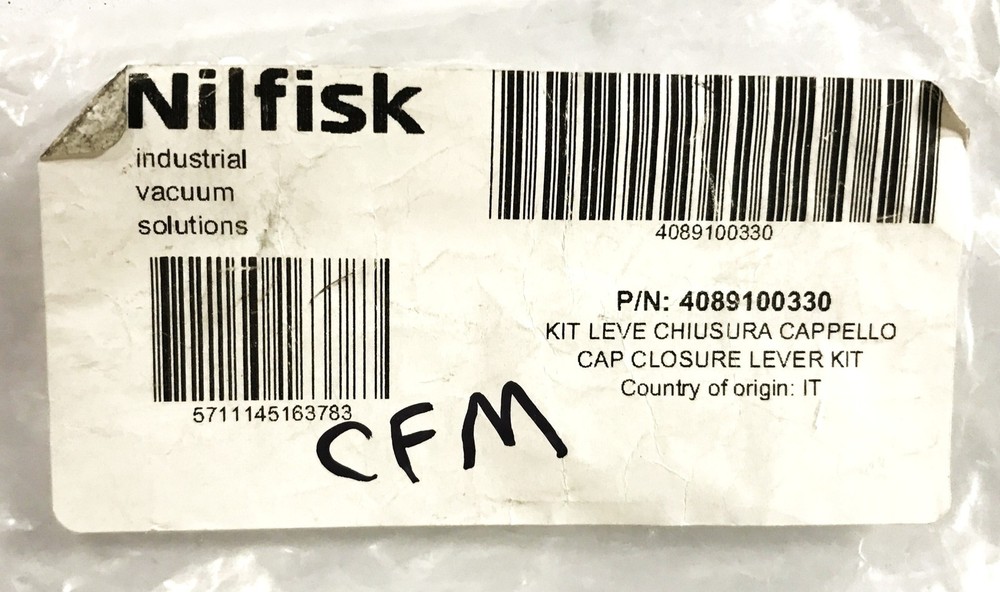 Nilfisk
industrial
vacuum
solutions
4089100330
5711145163783
P/N: 4089100330
KIT LEVE CHIUSURA CAPPELLO
CAP CLOSURE LEVER KIT
Country of origin: IT
CFM